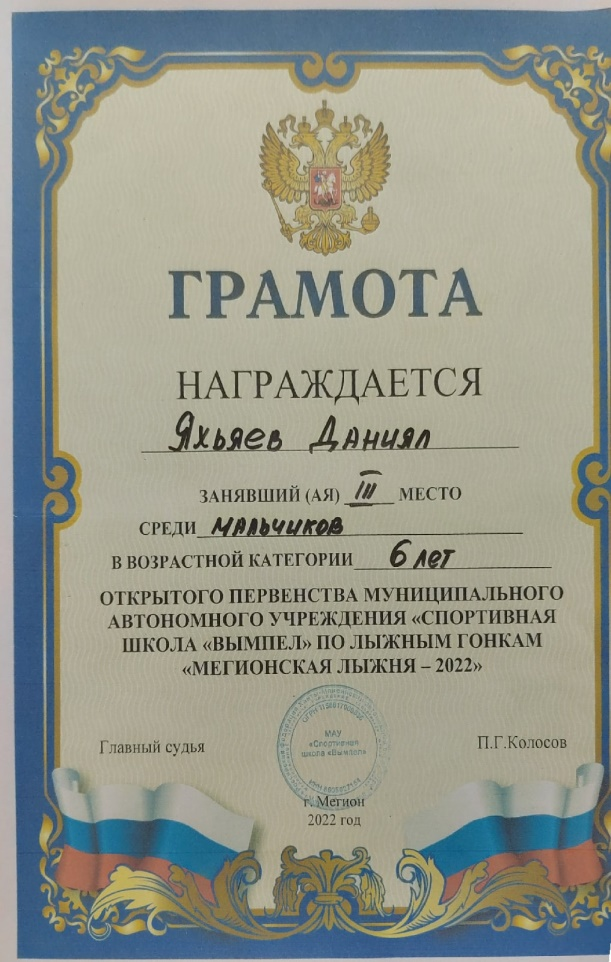 ГРАМОТА
НАГРАЖДАЕТСЯ
Яхьяев Даниял
ЗАНЯВШИЙ (АЯ) III МЕСТО
СРЕДИ мальчиков
В ВОЗРАСТНОЙ КАТЕГОРИИ 6 лет
ОТКРЫТОГО ПЕРВЕНСТВА МУНИЦИПАЛЬНОГО
АВТОНОМНОГО УЧРЕЖДЕНИЯ «СПОРТИВНАЯ
ШКОЛА «ВЫМПЕЛ» ПО ЛЫЖНЫМ ГОНКАМ
«МЕГИОНСКАЯ ЛЫЖНЯ – 2022»
МАУ
«Спортивная
школа «Вымпел»
Главный судья
П.Г.Колосов
г. Мегион
2022 год